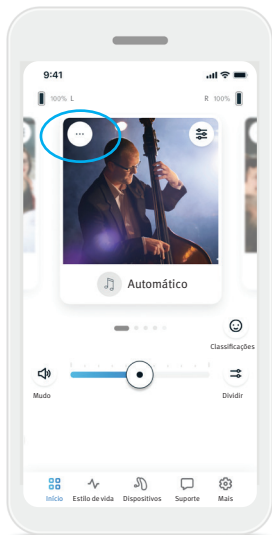 9:41
100% L
R 100%
Automático
Classificações
Mudo
Dividir
Início
Estilo de vida
Dispositivos
Suporte
Mais